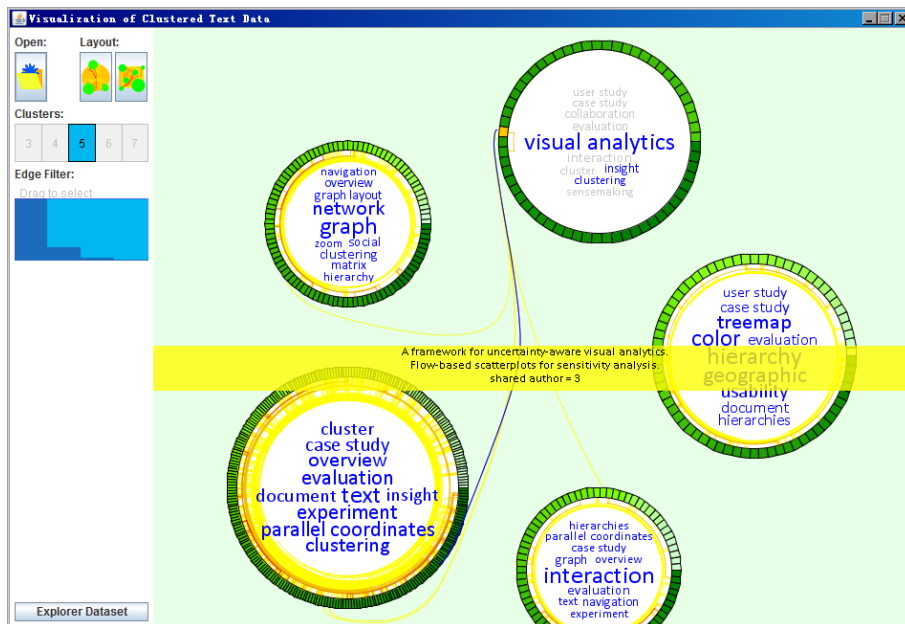 Visualization of Clustered Text Data
Open:
Layout:
Clusters:
3 4 5 6 7
Edge Filter:
Drag to select
Explorer Dataset
user study
case study
collaboration
evaluation
visual analytics
interaction
cluster insight
clustering
sensemaking
navigation
overview
graph layout
network
graph
zoom social
clustering
matrix
hierarchy
user study
case study
treemap
color evaluation
hierarchy
geographic
usability
document
hierarchies
A framework for uncertainty-aware visual analytics.
Flow-based scatterplots for sensitivity analysis.
shared author = 3
cluster
case study
overview
evaluation
document text insight
experiment
parallel coordinates
clustering
hierarchies
parallel coordinates
case study
graph overview
interaction
evaluation
text navigation
experiment